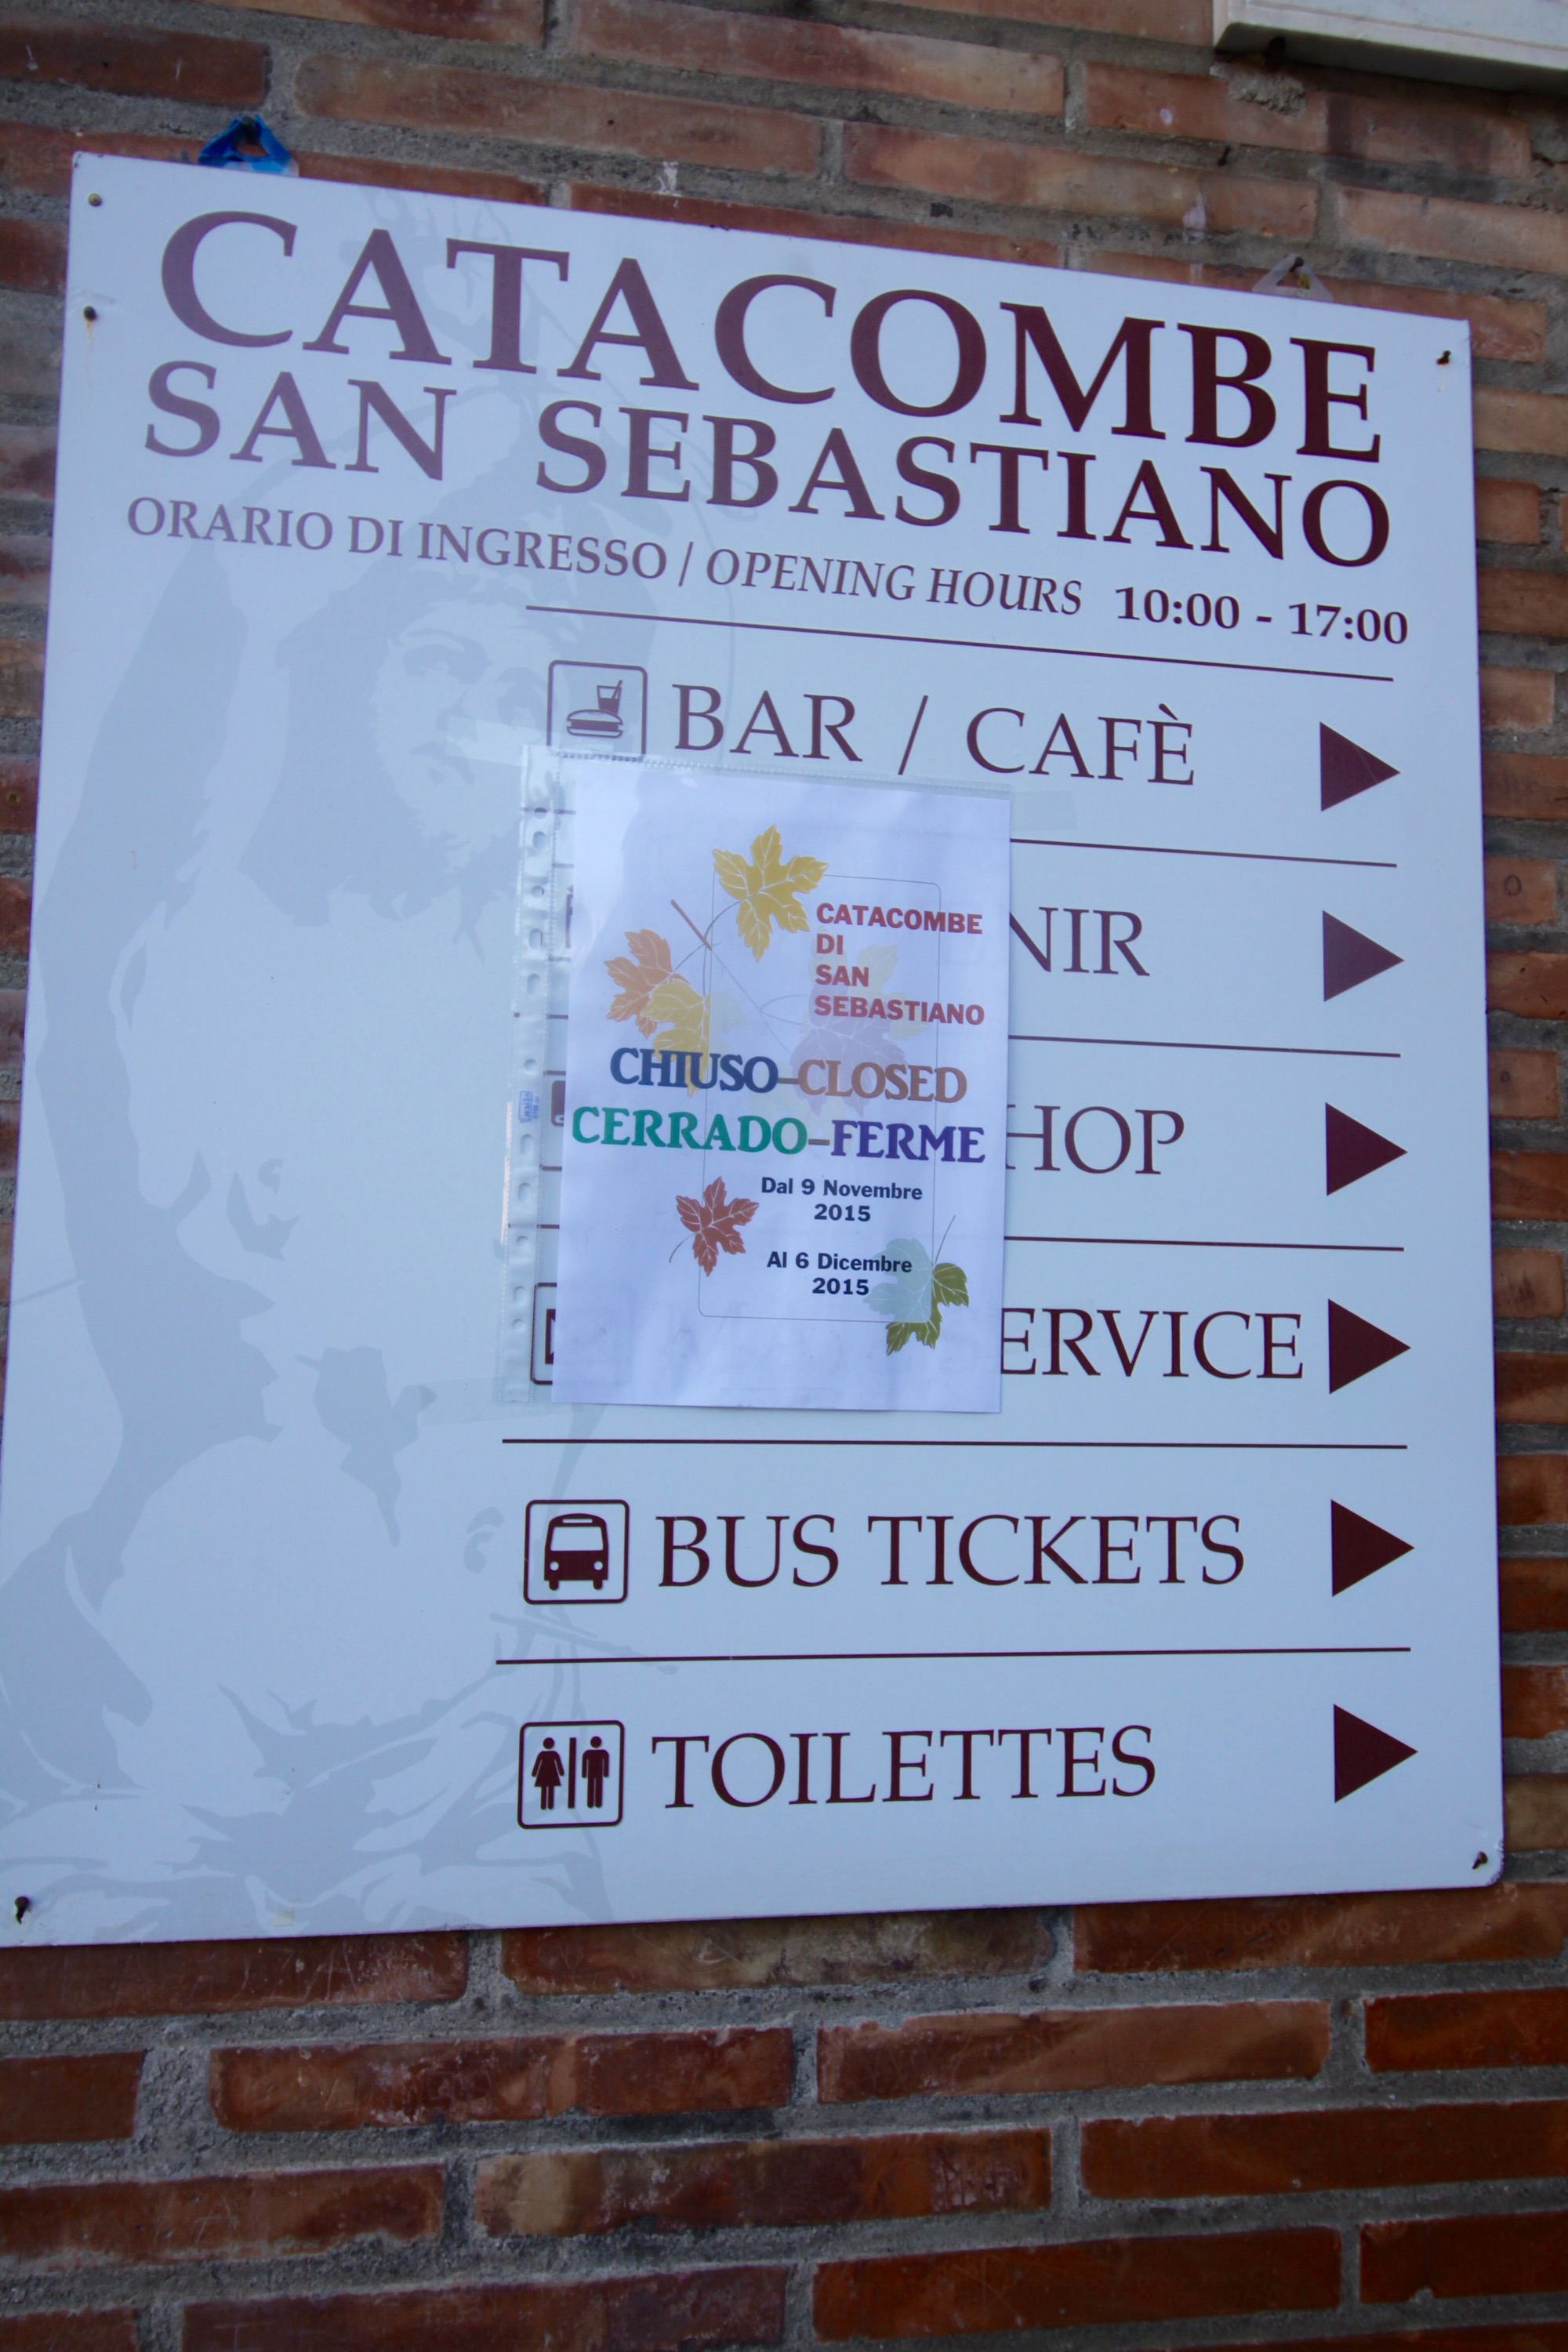 CATACOMBE
SAN SEBASTIANO
ORARIO DI INGRESSO / OPENING HOURS 10:00 - 17:00
BAR / CAFÈ
NIR
HOP
ERVICE
CATACOMBE
DI
SAN
SEBASTIANO
CHIUSO-CLOSED
CERRADO-FERME
Dal 9 Novembre
2015
Al 6 Dicembre
2015
BUS TICKETS
TOILETTES